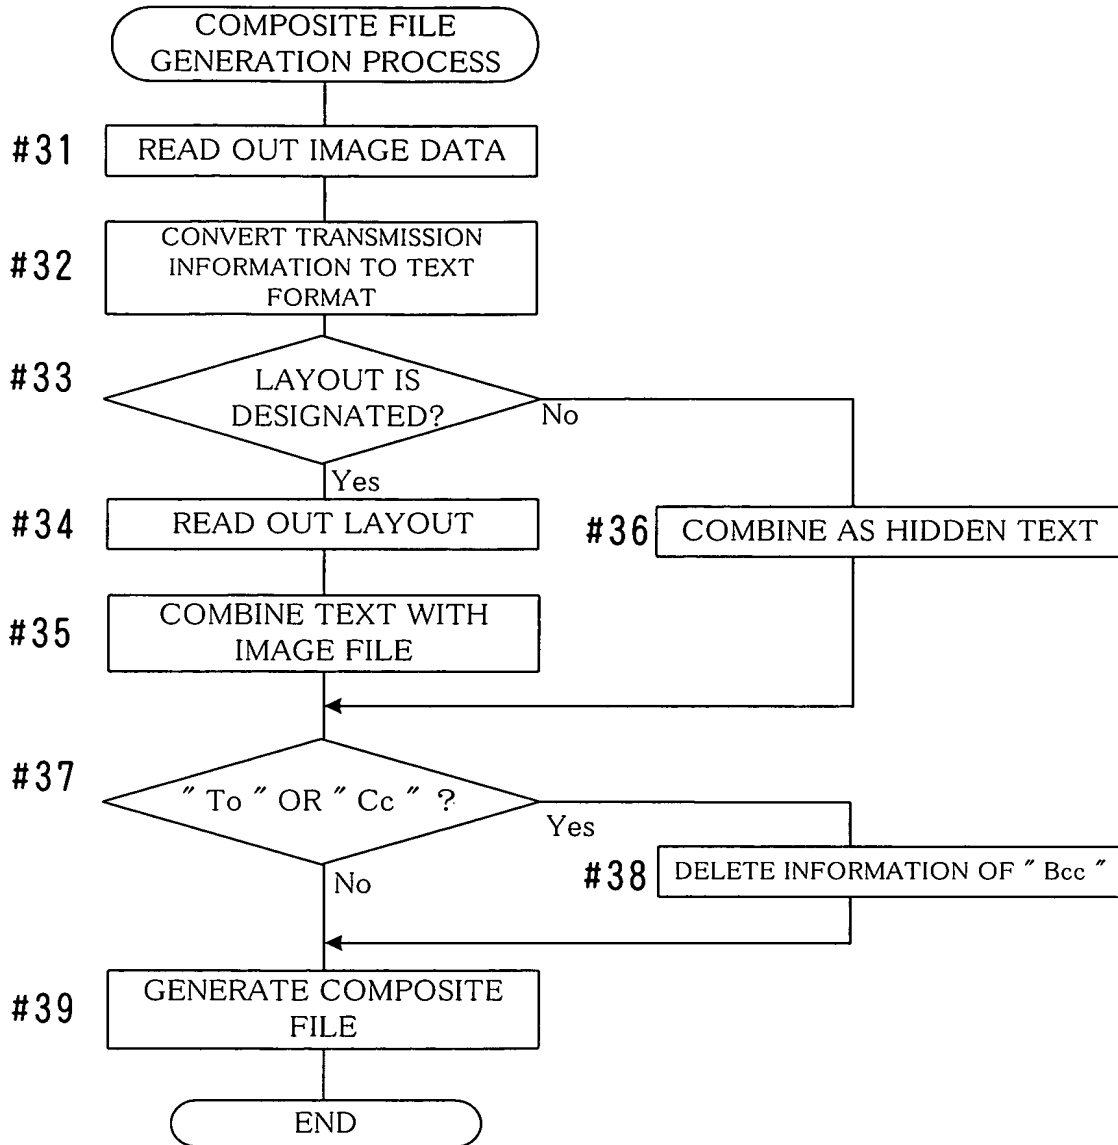 COMPOSITE FILE
GENERATION PROCESS
#31
READ OUT IMAGE DATA
#32
CONVERT TRANSMISSION
INFORMATION TO TEXT
FORMAT
#33
LAYOUT IS
DESIGNATED?
No
Yes
#34
READ OUT LAYOUT
#36
COMBINE AS HIDDEN TEXT
#35
COMBINE TEXT WITH
IMAGE FILE
#37
" To " OR " Cc " ?
Yes
No
#38
DELETE INFORMATION OF " Bcc "
#39
GENERATE COMPOSITE
FILE
END